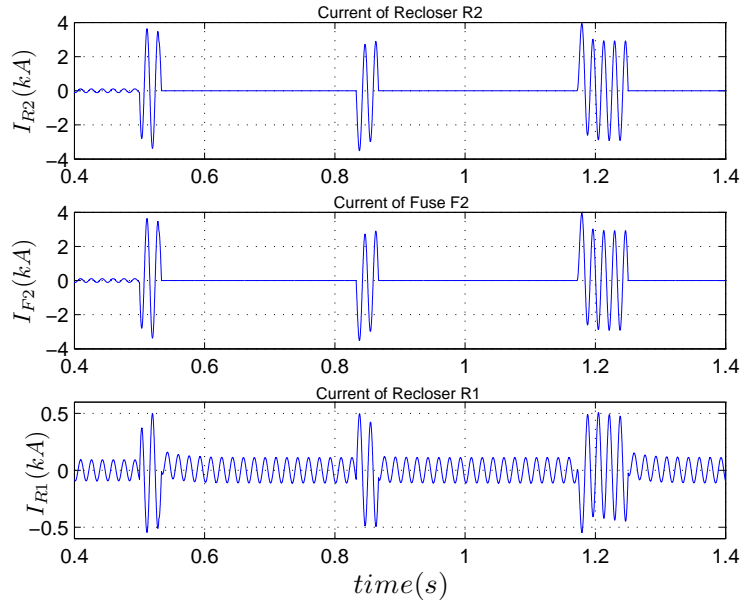 Current of Recloser R2
I_{R2}(kA)
4
2
0
−2
−4
0.4 0.6 0.8 1 1.2 1.4
Current of Fuse F2
I_{F2}(kA)
4
2
0
−2
−4
0.4 0.6 0.8 1 1.2 1.4
Current of Recloser R1
I_{R1}(kA)
0.5
0
−0.5
0.4 0.6 0.8 1 1.2 1.4
time(s)